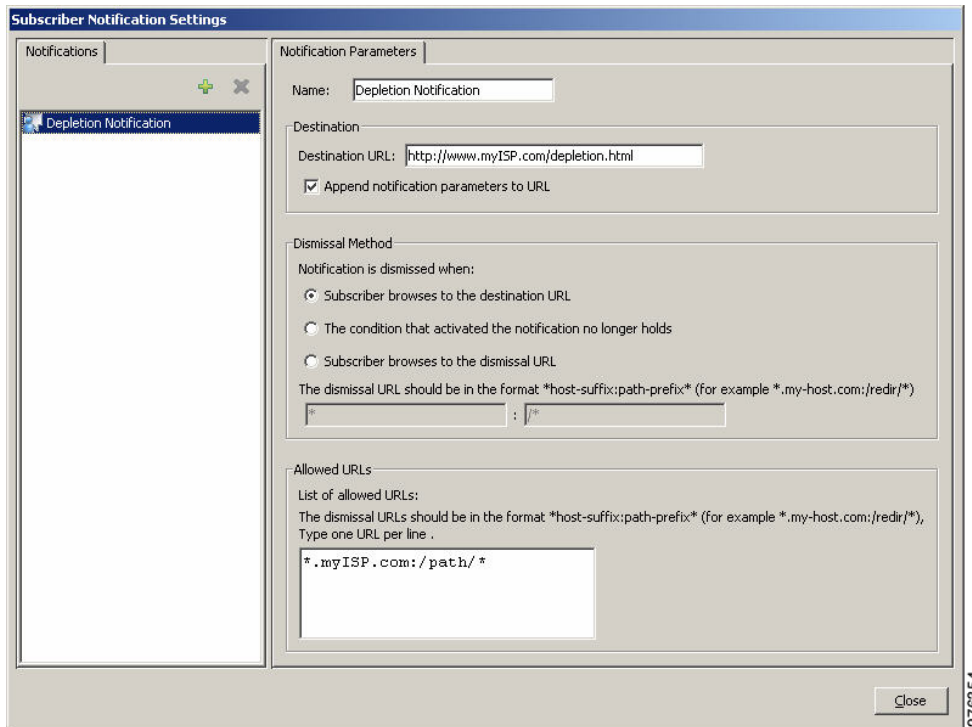 Subscriber Notification Settings
Notifications
Depletion Notification
Notification Parameters
Name: Depletion Notification
Destination
Destination URL: http://www.myISP.com/depletion.html
Append notification parameters to URL
Dismissal Method
Notification is dismissed when:
Subscriber browses to the destination URL
The condition that activated the notification no longer holds
Subscriber browses to the dismissal URL
The dismissal URL should be in the format *host-suffix:path-prefix* (for example *.my-host.com:/redir/*)
* : /*
Allowed URLs
List of allowed URLs:
The dismissal URLs should be in the format *host-suffix:path-prefix* (for example *.my-host.com:/redir/*),
Type one URL per line .
*.myISP.com:/path/*
Close